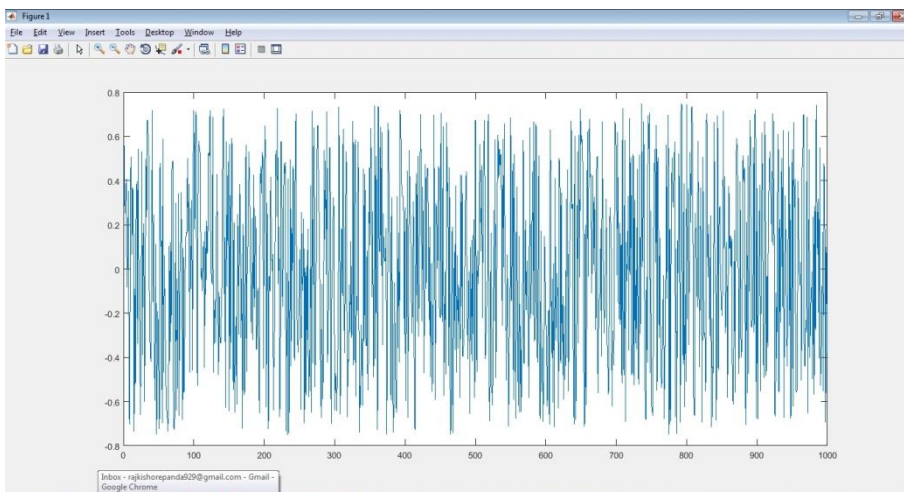 Figure 1
File Edit View Insert Tools Desktop Window Help
0.8
0.6
0.4
0.2
0
-0.2
-0.4
-0.6
-0.8
0 100 200 300 400 500 600 700 800 900 1000
Inbox - rajkishorepanda929@gmail.com - Gmail -
Google Chrome